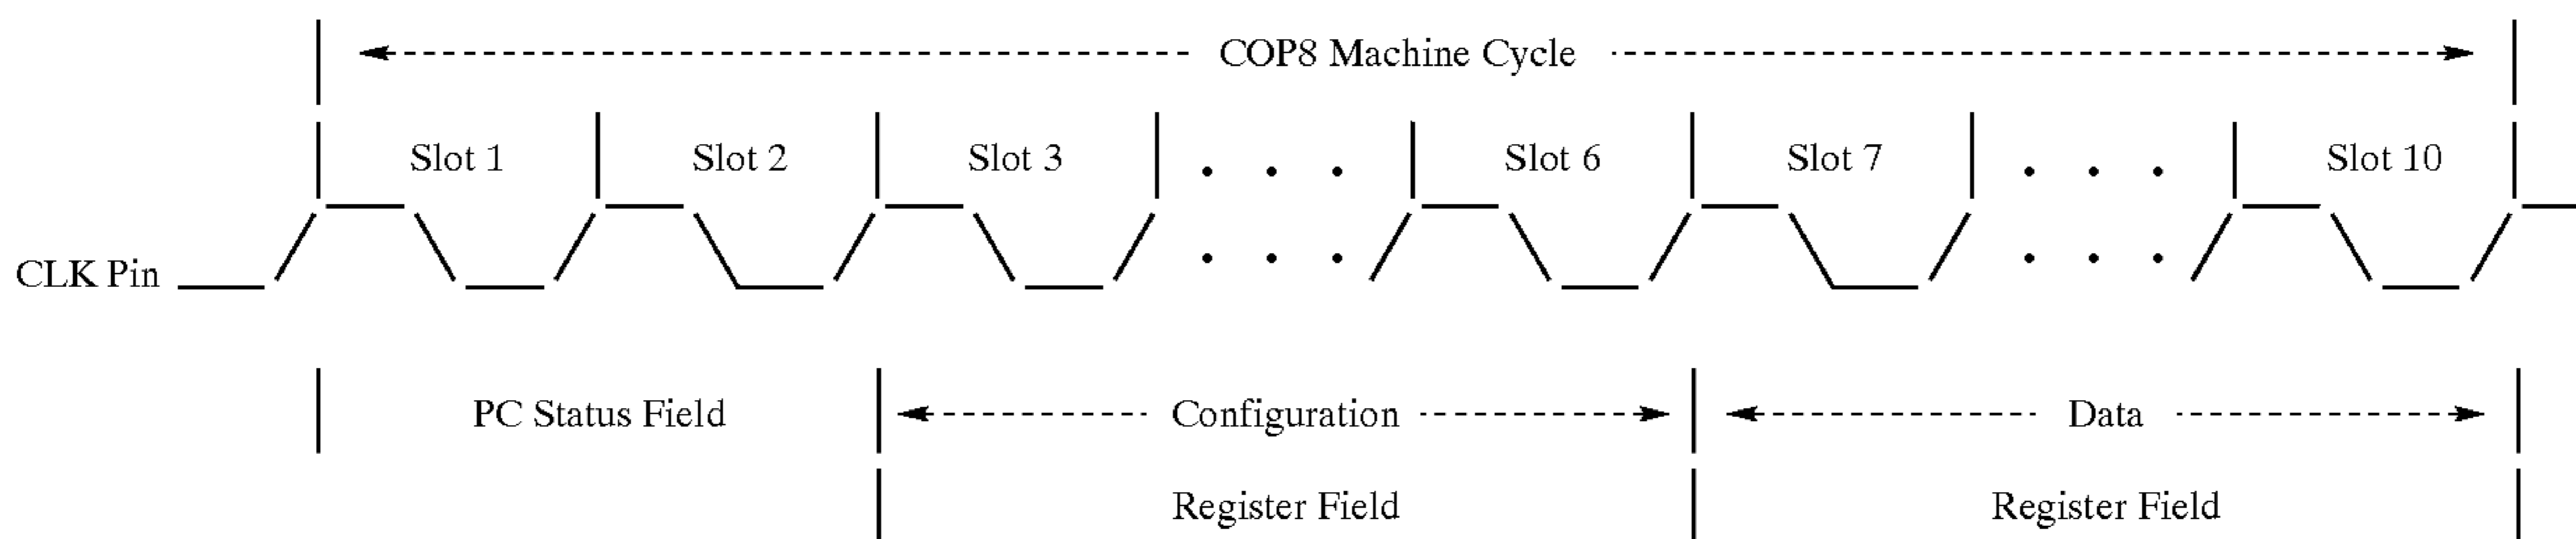 COP8 Machine Cycle
Slot 1 Slot 2 Slot 3 Slot 6 Slot 7 Slot 10
CLK Pin
PC Status Field Configuration Data
Register Field Register Field